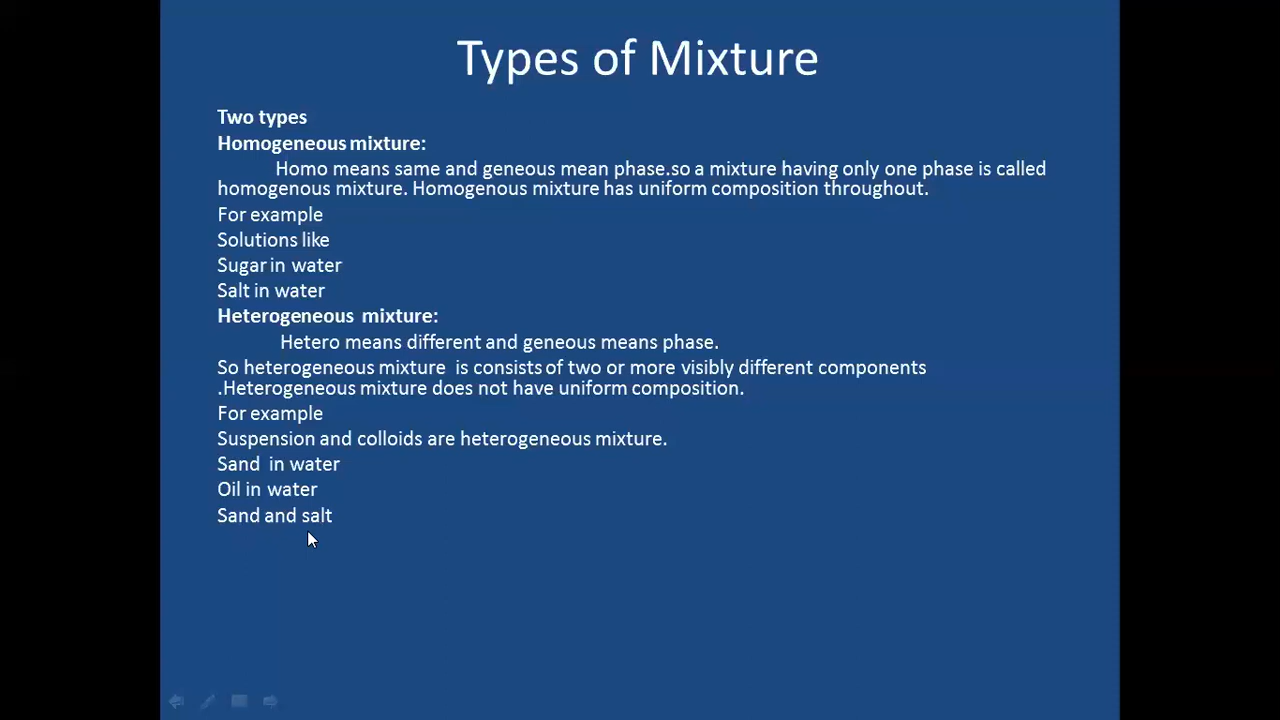 Types of Mixture
Two types
Homogeneous mixture:
Homo means same and geneous mean phase.so a mixture having only one phase is called
homogenous mixture. Homogenous mixture has uniform composition throughout.
For example
Solutions like
Sugar in water
Salt in water
Heterogeneous mixture:
Hetero means different and geneous means phase.
So heterogeneous mixture is consists of two or more visibly different components
.Heterogeneous mixture does not have uniform composition.
For example
Suspension and colloids are heterogeneous mixture.
Sand in water
Oil in water
Sand and salt